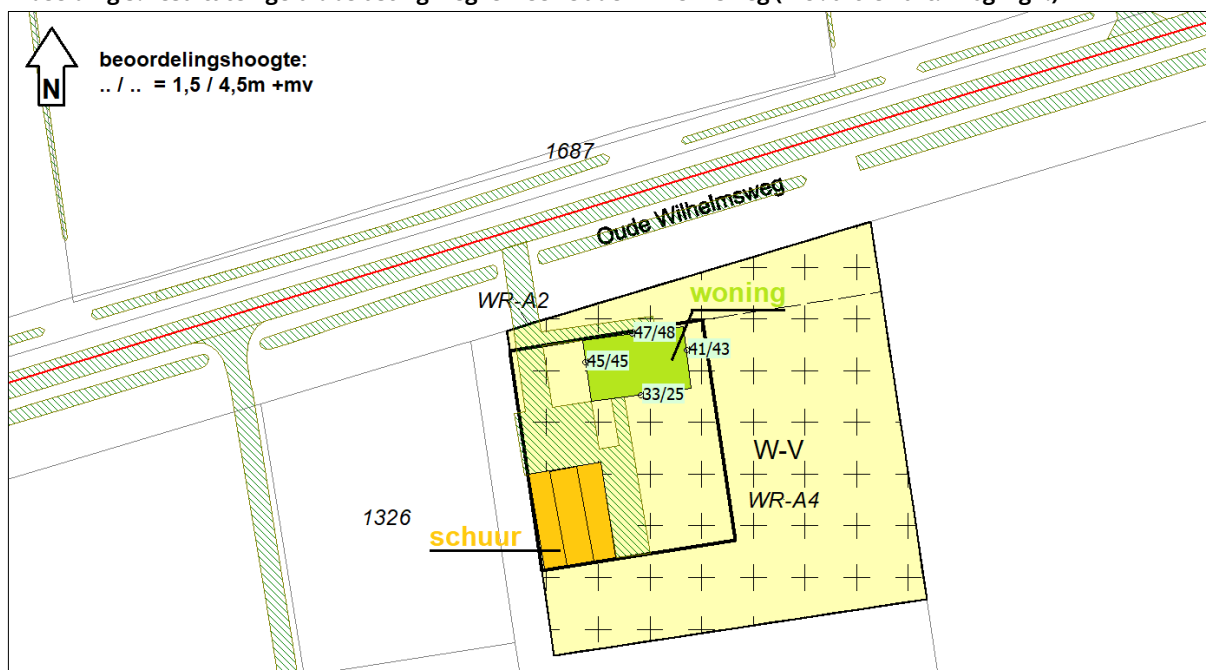 N
beoordelingshoogte:
.. / .. = 1,5 / 4,5m +mv
1687
Oude Wilhelmsweg
WR-A2
woning
47/48
41/43
45/45
33/25
W-V
WR-A4
1326
schuur